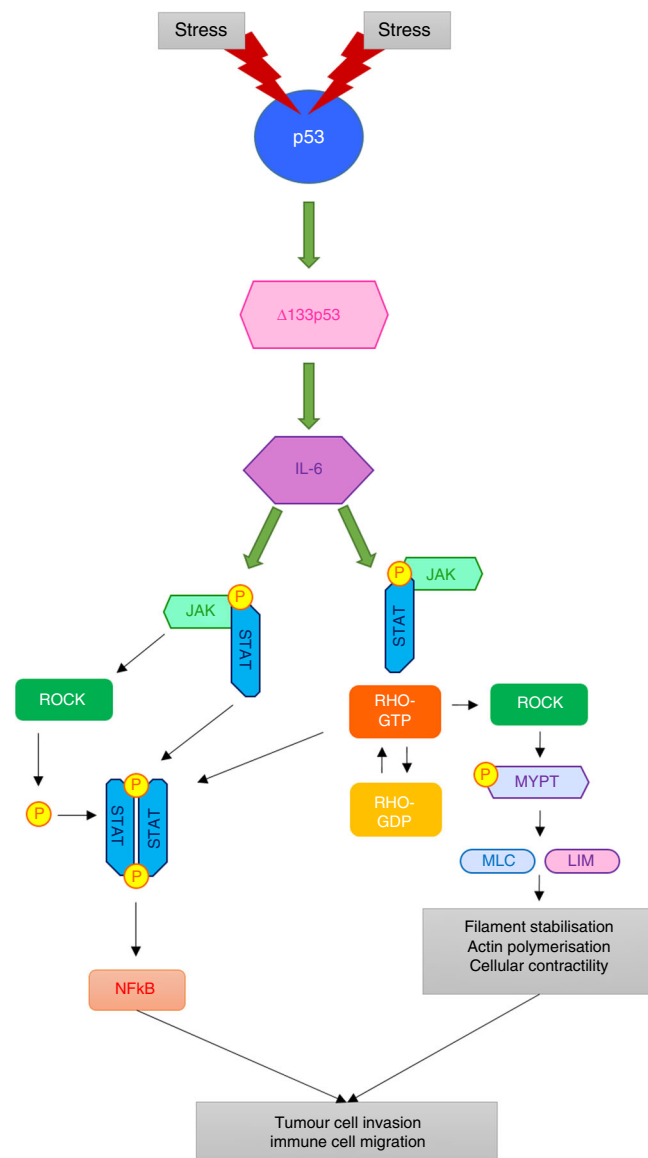 Stress
Stress
p53
Δ133p53
IL-6
P
JAK
STAT
P
JAK
STAT
ROCK
RHO-
GTP
ROCK
P
P
STAT
STAT
P
RHO-
GDP
P
MYPT
MLC
LIM
Filament stabilisation
Actin polymerisation
Cellular contractility
NFkB
Tumour cell invasion
immune cell migration